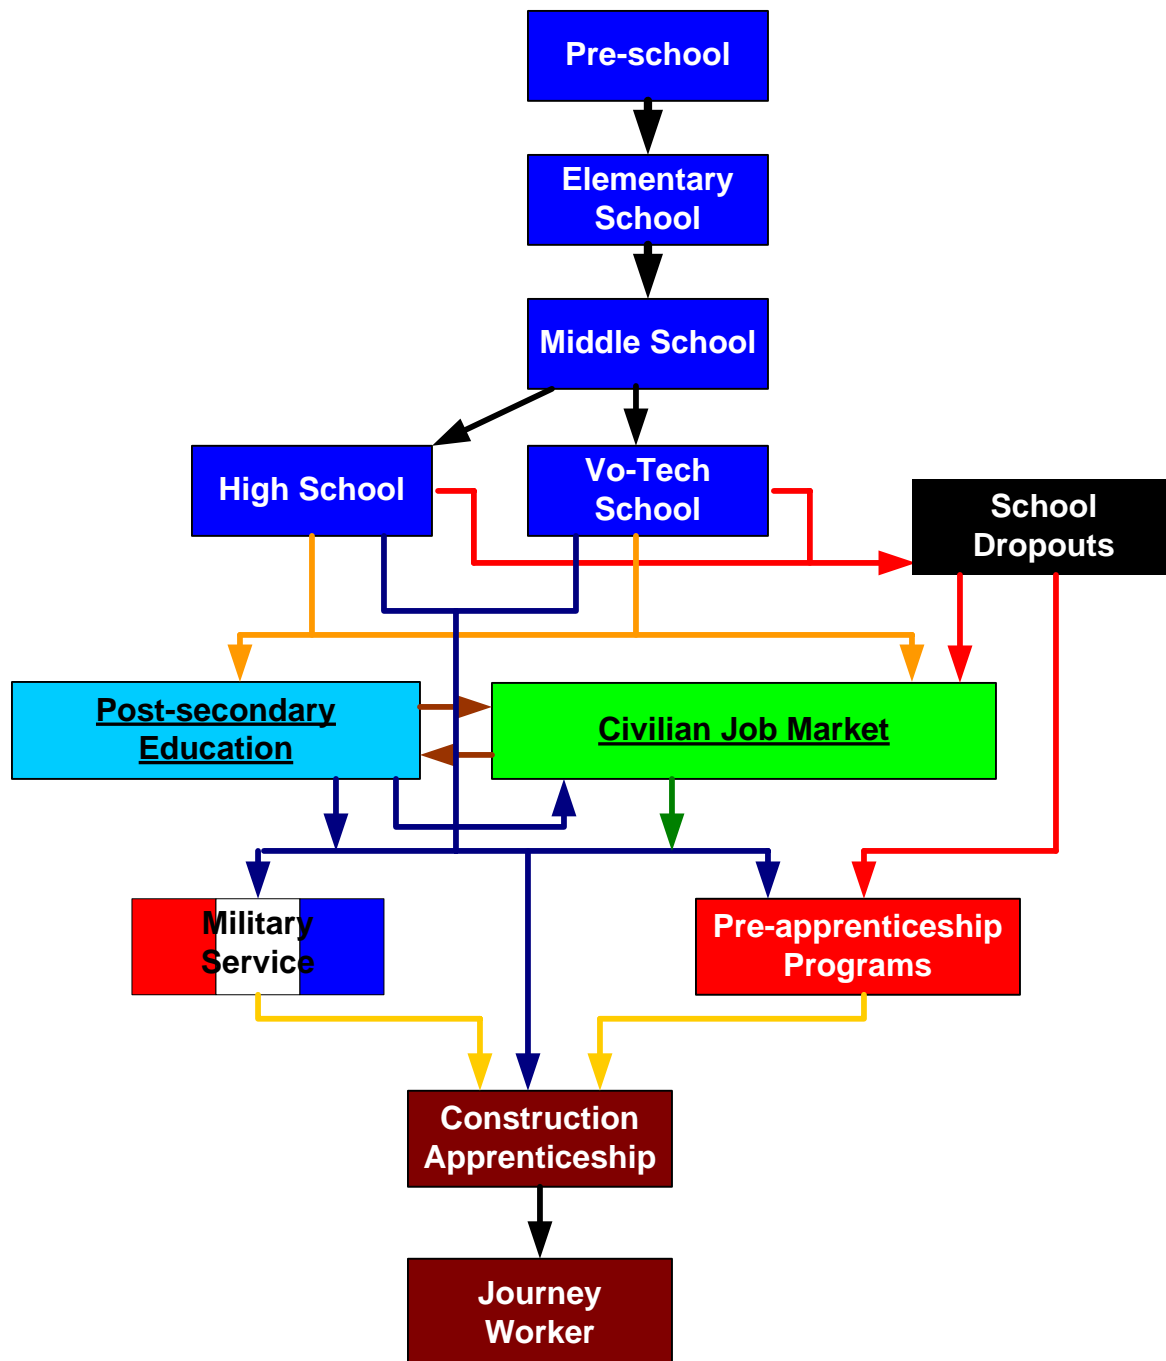 Pre-school
Elementary
School
Middle School
High School
Vo-Tech
School
School
Dropouts
Post-secondary
Education
Civilian Job Market
Military
Service
Pre-apprenticeship
Programs
Construction
Apprenticeship
Journey
Worker